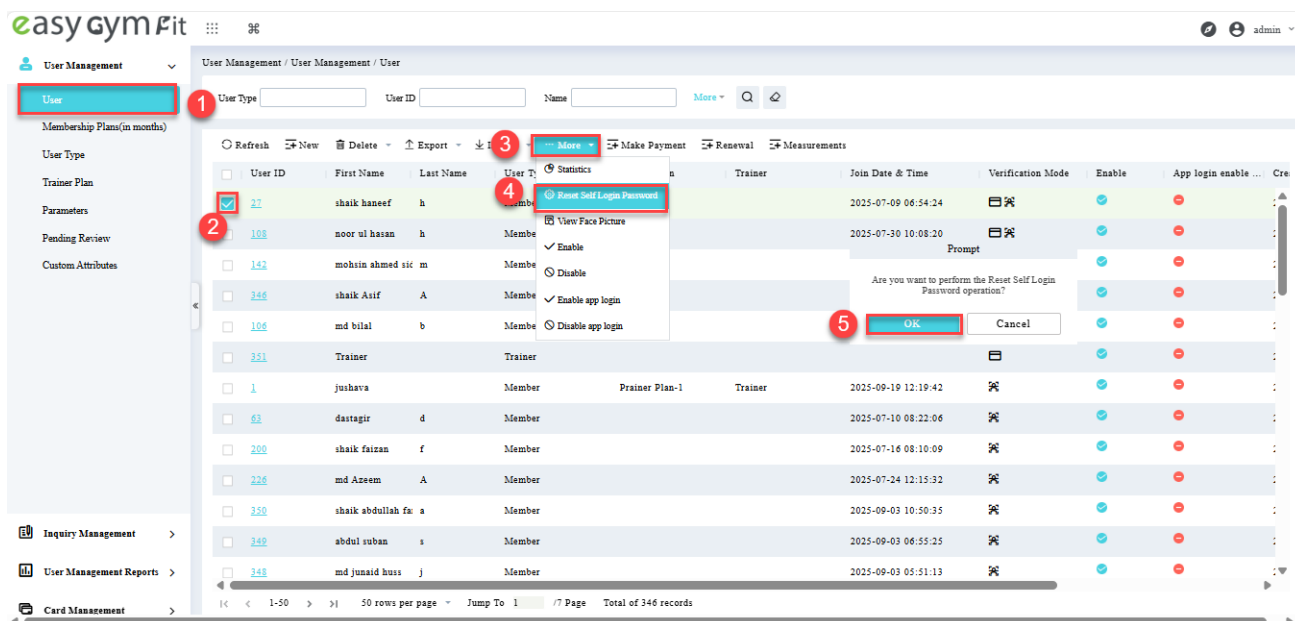 easy Gym Fit
admin
User Management
User Management / User Management / User
User
1
User Type
User ID
Name
More
Membership Plans(in months)
User Type
Trainer Plan
Parameters
Pending Review
Custom Attributes
Refresh New Delete Export 3 More Make Payment Renewal Measurements
User ID First Name Last Name Trainer Join Date & Time Verification Mode Enable App login enable ...
Statistics
4 Reset Self Login Password
View Face Picture
Enable
Disable
Enable app login
Disable app login
2
27 shaik haneef h 2025-07-09 06:54:24
108 noor ul hasan h 2025-07-30 10:08:20
142 mohsin ahmed m
346 shaik Asif A
106 md bilal b
Prompt
Are you want to perform the Reset Self Login
Password operation?
5 OK Cancel
351 Trainer Trainer
1 jushava Member Prainer Plan-1 Trainer 2025-09-19 12:19:42
63 dastagir d Member 2025-07-10 08:22:06
200 shaik faizan f Member 2025-07-16 08:10:09
226 md Azeem A Member 2025-07-24 12:15:32
350 shaik abdullah a Member 2025-09-03 10:50:35
349 abdul suban s Member 2025-09-03 06:55:25
348 md junaid huss j Member 2025-09-03 05:51:13
Inquiry Management
User Management Reports
Card Management
1-50 50 rows per page Jump To 1 /7 Page Total of 346 records